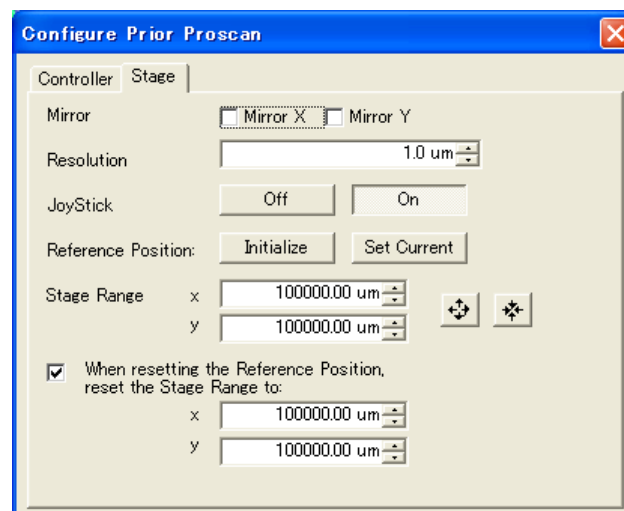 Configure Prior Proscan
Controller Stage
Mirror Mirror X Mirror Y
Resolution 1.0 um
JoyStick Off On
Reference Position: Initialize Set Current
Stage Range x 100000.00 um
y 100000.00 um
When resetting the Reference Position,
reset the Stage Range to:
x 100000.00 um
y 100000.00 um